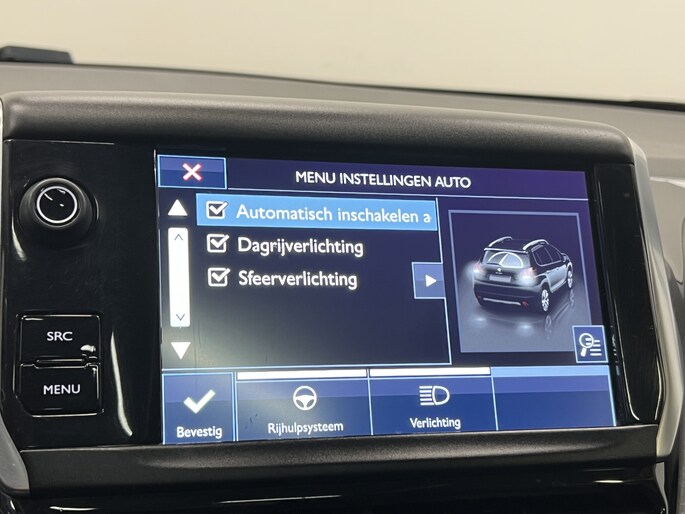 MENU INSTELLINGEN AUTO
Automatisch inschakelen a
Dagrijverlichting
Sfeerverlichting
SRC
MENU
Bevestig
Rijhulpsysteem
Verlichting